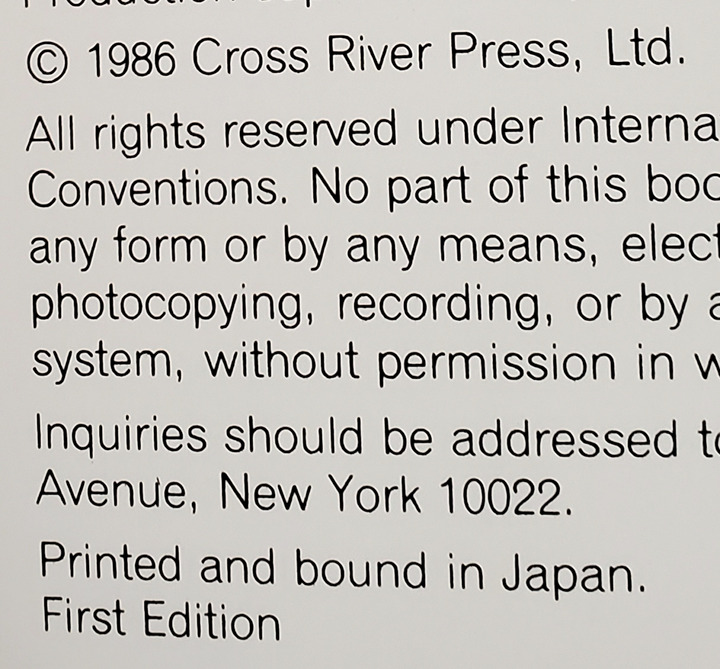 © 1986 Cross River Press, Ltd.
All rights reserved under Interna
Conventions. No part of this boo
any form or by any means, elect
photocopying, recording, or by a
system, without permission in w
Inquiries should be addressed to
Avenue, New York 10022.
Printed and bound in Japan.
First Edition